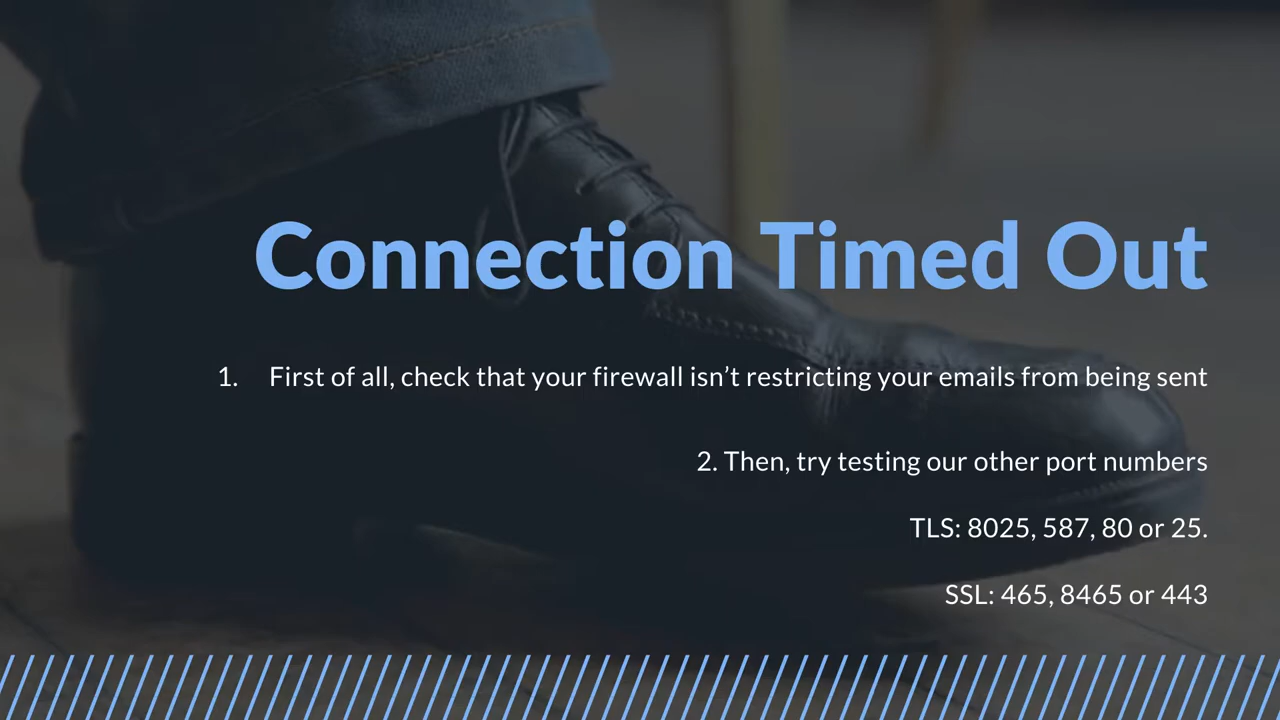 Connection Timed Out
1. First of all, check that your firewall isn’t restricting your emails from being sent
2. Then, try testing our other port numbers
TLS: 8025, 587, 80 or 25.
SSL: 465, 8465 or 443